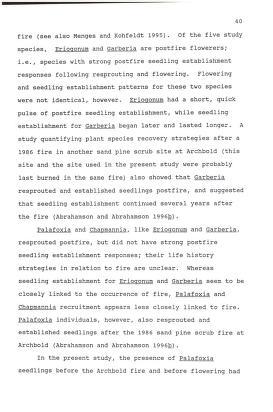 40
fire (see also Menges and Kohfeldt 1995). Of the five study
species, Eriogonum and Garberia are postfire flowerers;
i.e., species with strong postfire seedling establishment
responses following resprouting and flowering. Flowering
and seedling establishment patterns for these two species
were not identical, however. Eriogonum had a short, quick
pulse of postfire seedling establishment, while seedling
establishment for Garberia began later and lasted longer. A
study quantifying plant species recovery strategies after a
1986 fire in another sand pine scrub site at Archbold (this
site and the site used in the present study were probably
last burned in the same fire) also showed that Garberia
resprouted and established seedlings postfire, and suggested
that seedling establishment continued several years after
the fire (Abrahamson and Abrahamson 1996b).
Palafoxia and Chapmannia, like Eriogonum and Garberia,
resprouted postfire, but did not have strong postfire
seedling establishment responses; their life history
strategies in relation to fire are unclear. Whereas
seedling establishment for Eriogonum and Garberia seem to be
closely linked to the occurrence of fire, Palafoxia and
Chapmannia recruitment appears less closely linked to fire.
Palafoxia individuals, however, also resprouted and
established seedlings after the 1986 sand pine scrub fire at
Archbold (Abrahamson and Abrahamson 1996b).
In the present study, the presence of Palafoxia
seedlings before the Archbold fire and before flowering had